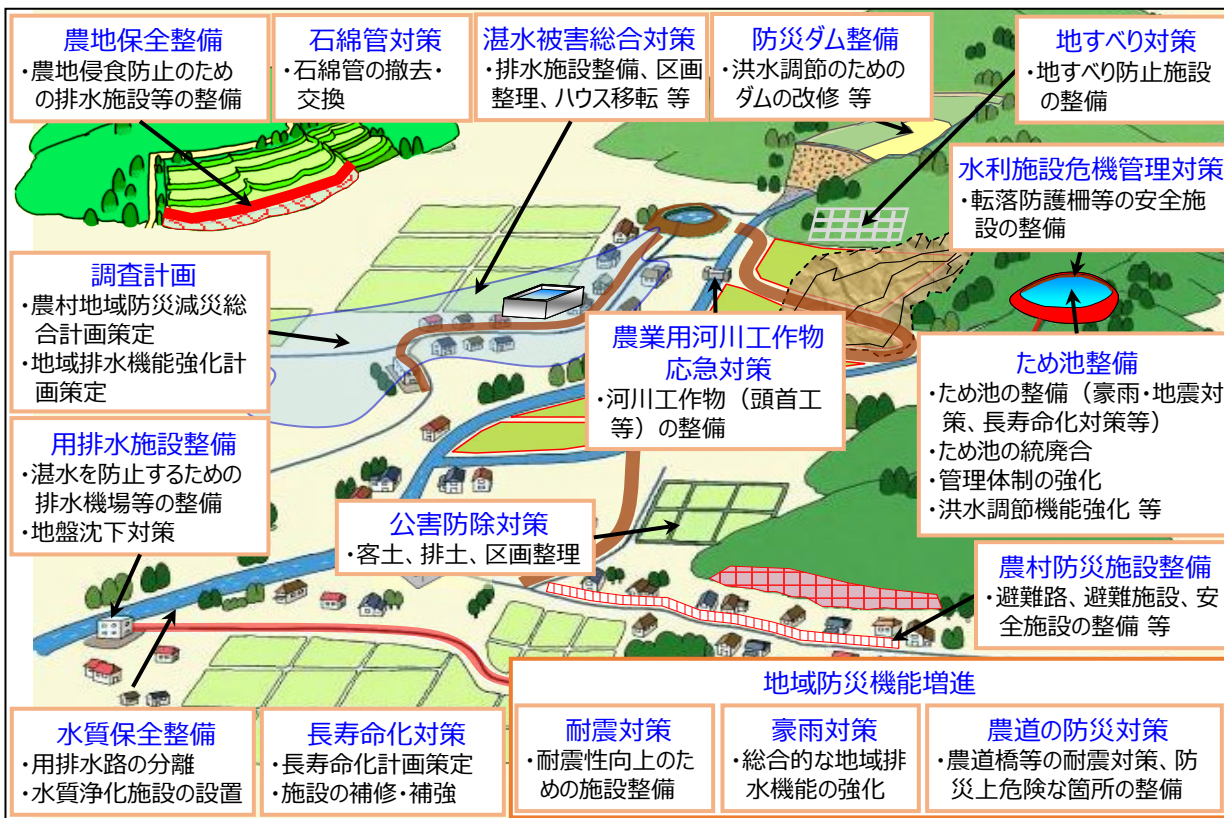 農地保全整備
・農地侵食防止のため
の排水施設等の整備
石綿管対策
・石綿管の撤去・
交換
湛水被害総合対策
・排水施設整備、区画
整理、ハウス移転 等
防災ダム整備
・洪水調節のための
ダムの改修 等
地すべり対策
・地すべり防止施設
の整備
水利施設危機管理対策
・転落防護柵等の安全施
設の整備
調査計画
・農村地域防災減災総
合計画策定
・地域排水機能強化計
画策定
農業用河川工作物
応急対策
・河川工作物（頭首工
等）の整備
ため池整備
・ため池の整備（豪雨・地震対
策、長寿命化対策等）
・ため池の統廃合
・管理体制の強化
・洪水調節機能強化 等
用排水施設整備
・湛水を防止するための
排水機場等の整備
・地盤沈下対策
公害防除対策
・客土、排土、区画整理
農村防災施設整備
・避難路、避難施設、安
全施設の整備 等
水質保全整備
・用排水路の分離
・水質浄化施設の設置
長寿命化対策
・長寿命化計画策定
・施設の補修・補強
地域防災機能増進
耐震対策
・耐震性向上のた
めの施設整備
豪雨対策
・総合的な地域排
水機能の強化
農道の防災対策
・農道橋等の耐震対策、防
災上危険な箇所の整備